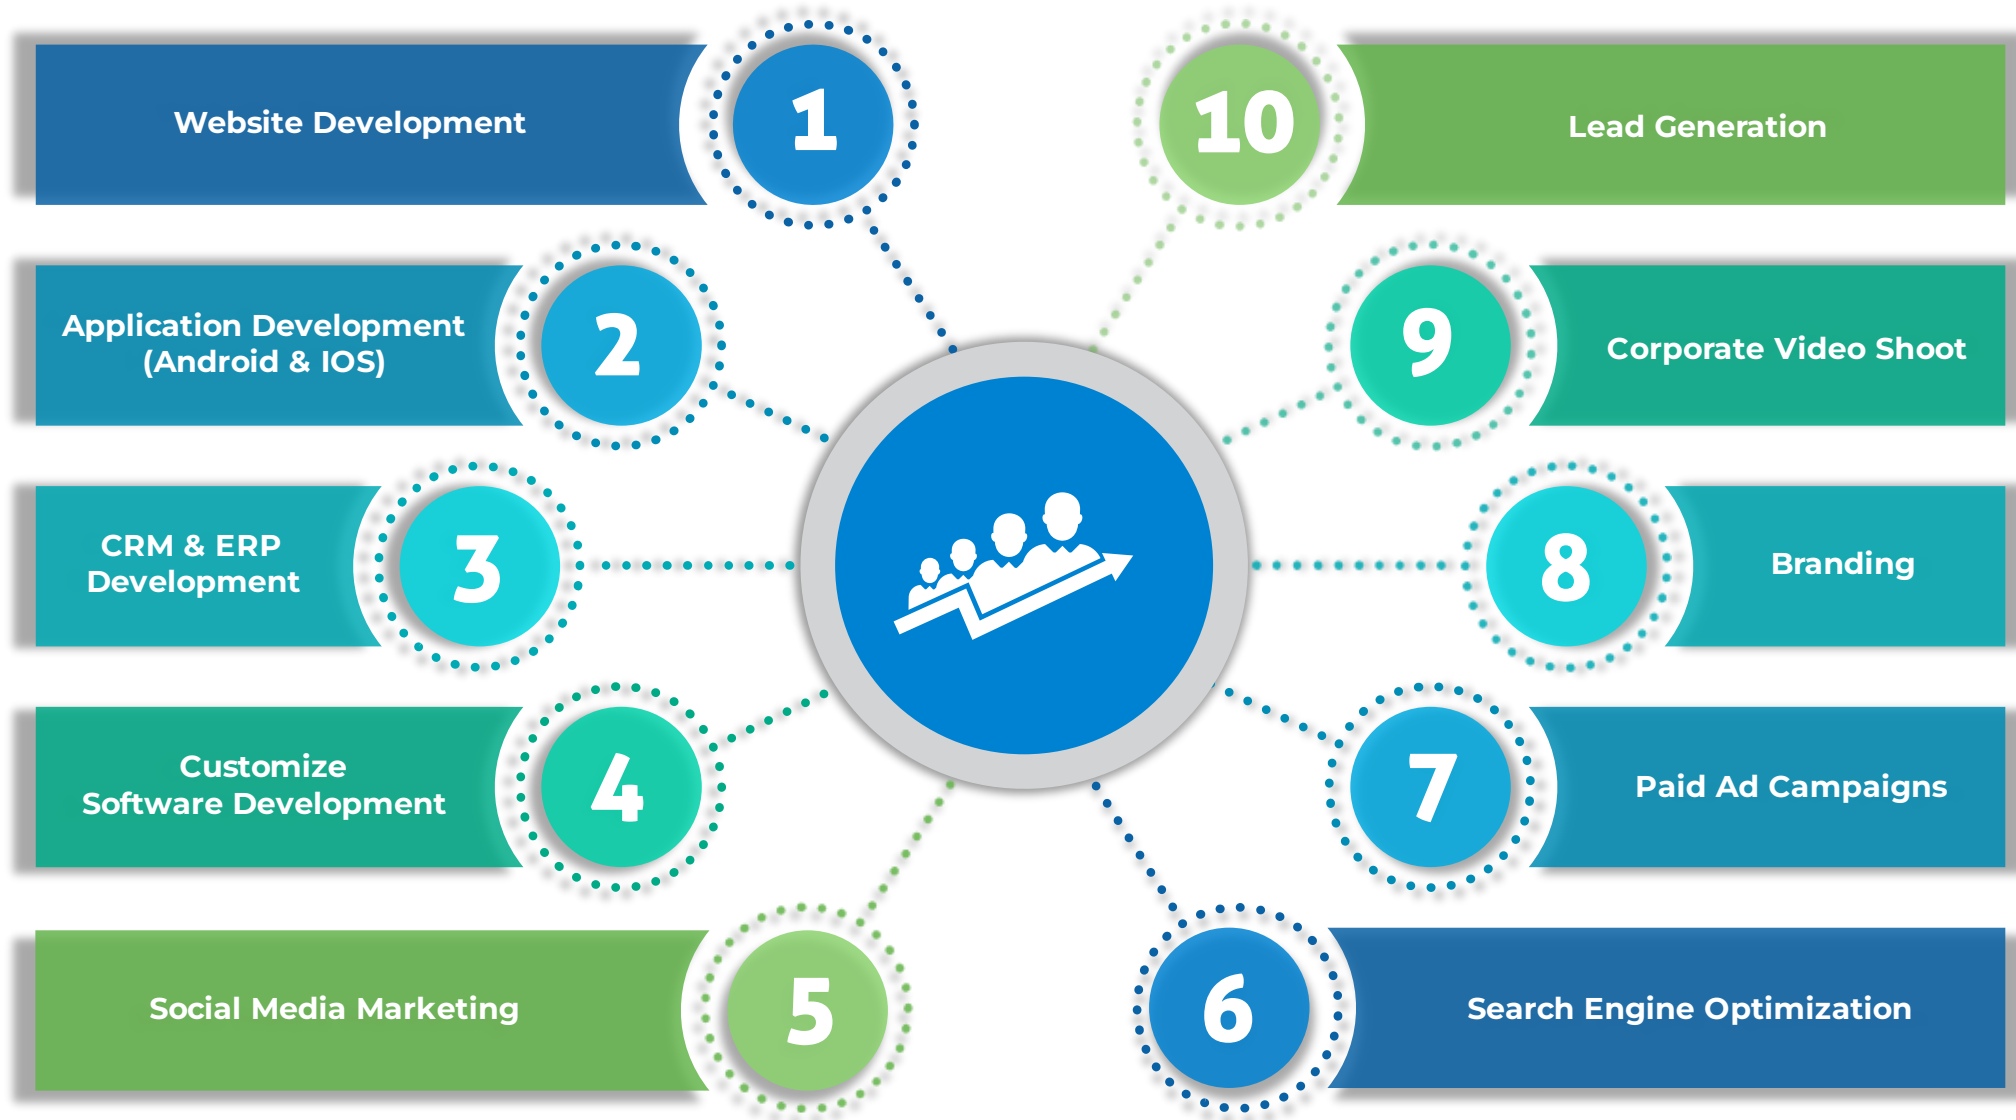 1
Website Development
2
Application Development
(Android & IOS)
3
CRM & ERP
Development
4
Customize
Software Development
5
Social Media Marketing
6
Search Engine Optimization
7
Paid Ad Campaigns
8
Branding
9
Corporate Video Shoot
10
Lead Generation